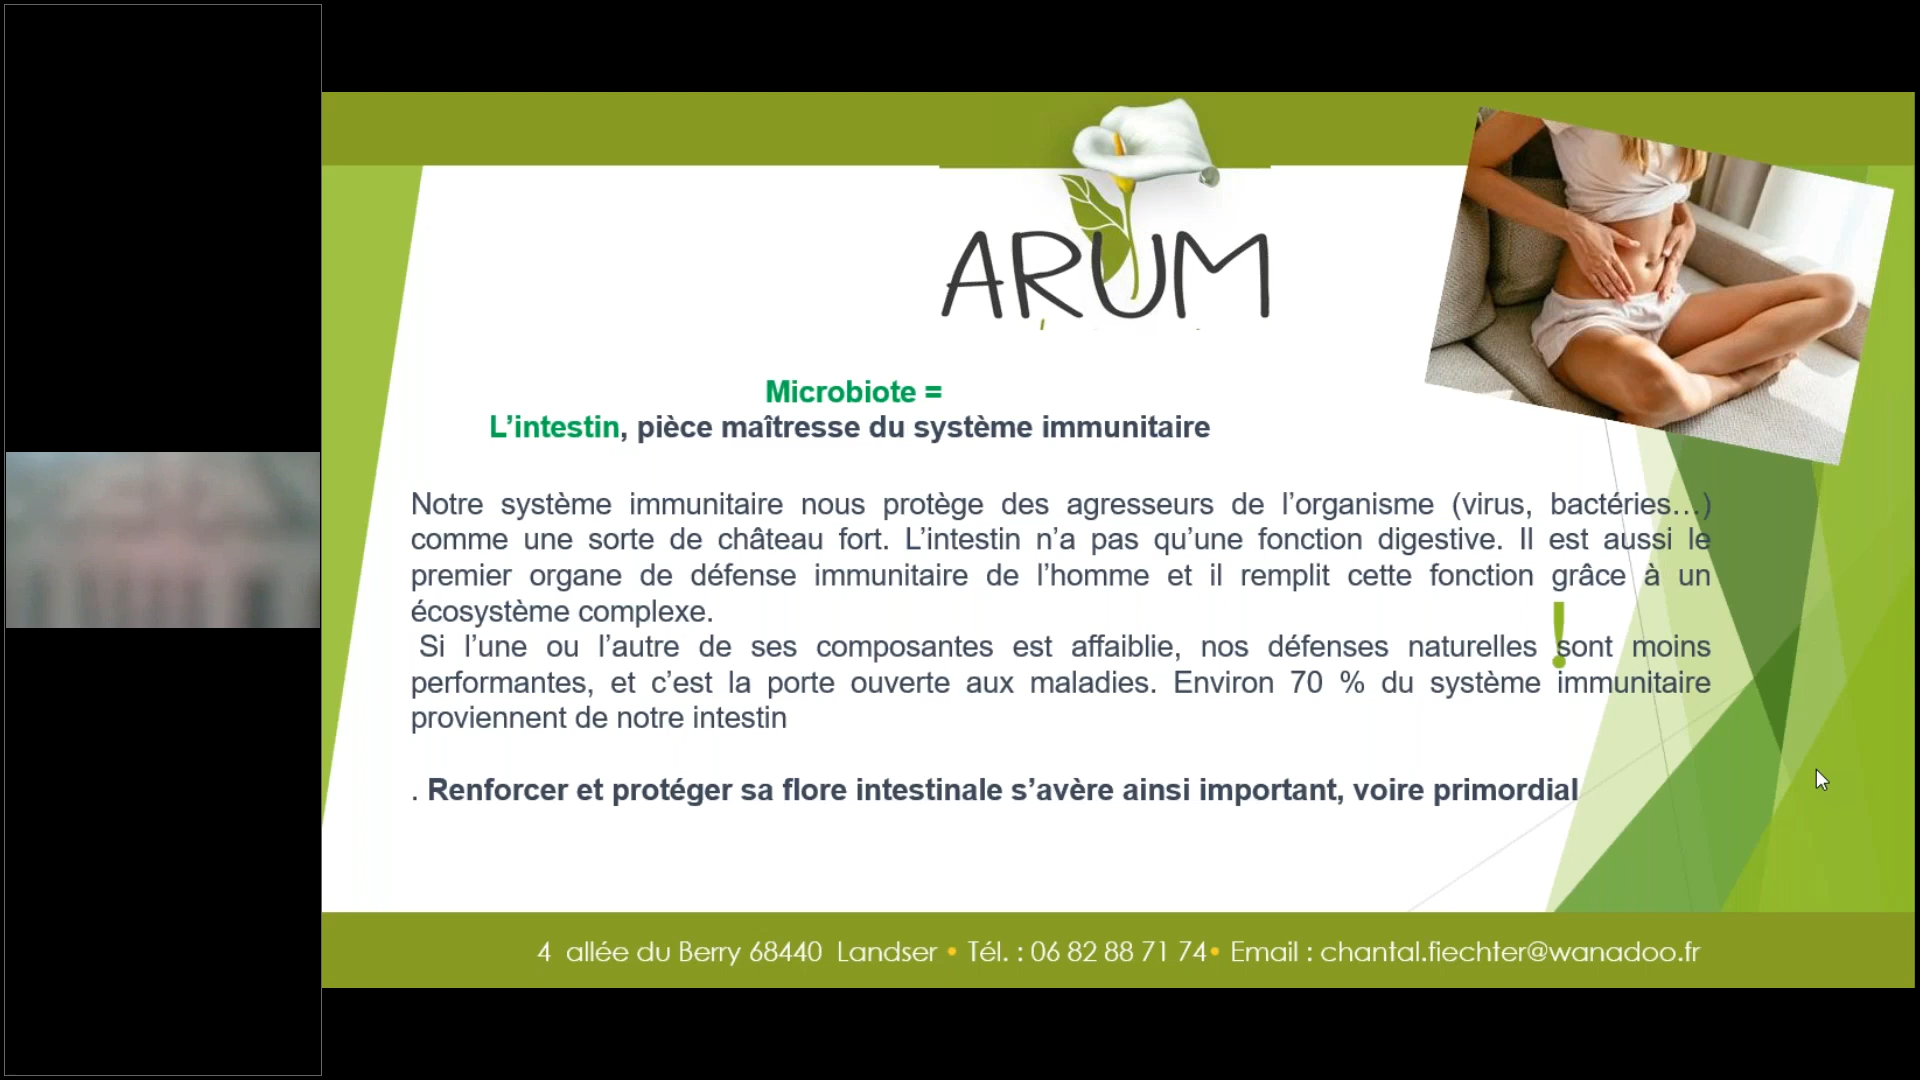 ARUM
Microbiote =
L’intestin, pièce maîtresse du système immunitaire
Notre système immunitaire nous protège des agresseurs de l’organisme (virus, bactéries…)
comme une sorte de château fort. L’intestin n’a pas qu’une fonction digestive. Il est aussi le
premier organe de défense immunitaire de l’homme et il remplit cette fonction grâce à un
écosystème complexe.
!
Si l’une ou l’autre de ses composantes est affaiblie, nos défenses naturelles sont moins
performantes, et c’est la porte ouverte aux maladies. Environ 70 % du système immunitaire
proviennent de notre intestin
. Renforcer et protéger sa flore intestinale s’avère ainsi important, voire primordial
4 allée du Berry 68440 Landser • Tél. : 06 82 88 71 74• Email : chantal.fiechter@wanadoo.fr